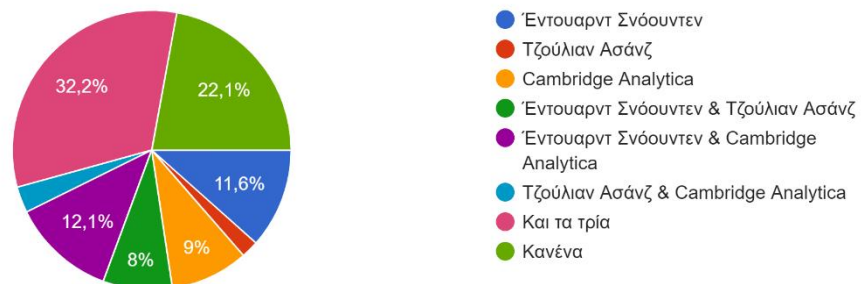 32,2%
22,1%
11,6%
9%
8%
12,1%
Έντουαρντ Σνόουντεν
Τζούλιαν Ασάνζ
Cambridge Analytica
Έντουαρντ Σνόουντεν & Τζούλιαν Ασάνζ
Έντουαρντ Σνόουντεν & Cambridge
Analytica
Τζούλιαν Ασάνζ & Cambridge Analytica
Και τα τρία
Κανένα